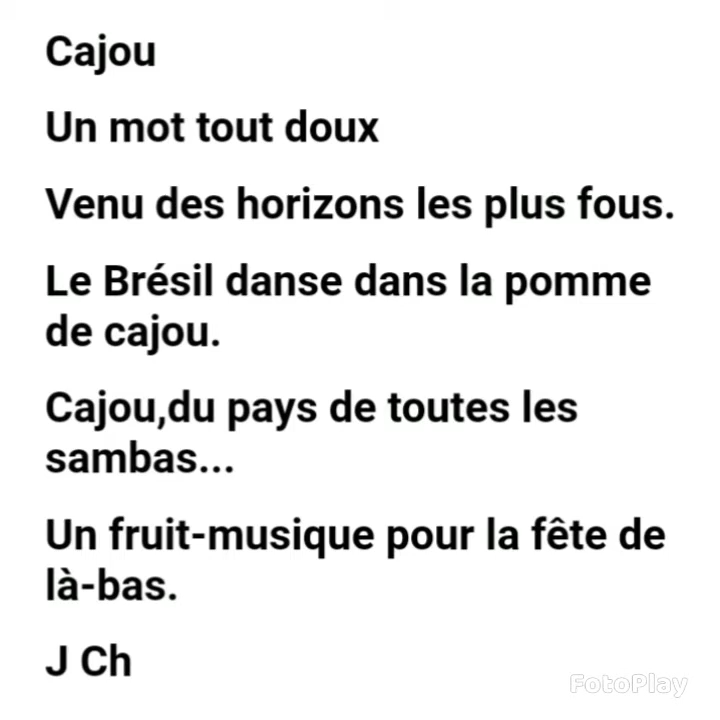 Cajou
Un mot tout doux
Venu des horizons les plus fous.
Le Brésil danse dans la pomme
de cajou.
Cajou,du pays de toutes les
sambas...
Un fruit-musique pour la fête de
là-bas.
J Ch
FotoPlay